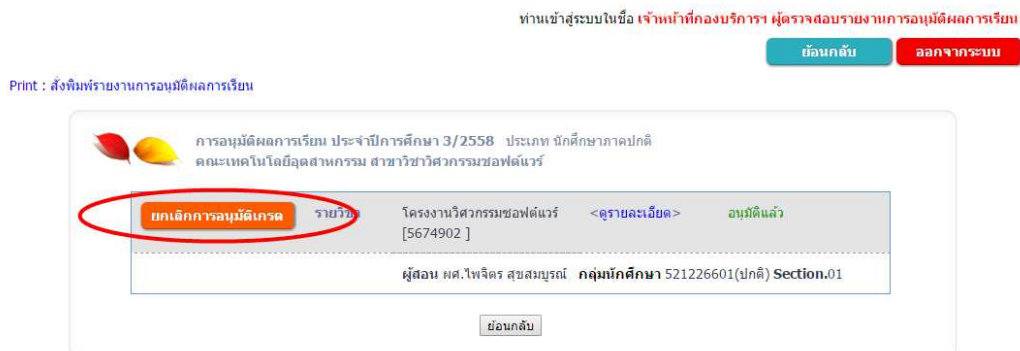 ท่านเข้าสู่ระบบในชื่อ เจ้าหน้าที่กองบริการฯ ผู้ตรวจสอบรายงานการอนุมัติผลการเรียน
ย้อนกลับ ออกจากระบบ
Print : สั่งพิมพ์รายงานการอนุมัติผลการเรียน
การอนุมัติผลการเรียน ประจำปีการศึกษา 3/2558 ประเภท นักศึกษาภาคปกติ
คณะเทคโนโลยีอุตสาหกรรม สาขาวิชาวิศวกรรมซอฟต์แวร์
ยกเลิกการอนุมัติเกรด รายวิชา โครงงานวิศวกรรมซอฟต์แวร์ <ดูรายละเอียด> อนุมัติแล้ว
[5674902 ]
ผู้สอน ผศ.ไพจิตร สุขสมบูรณ์ กลุ่มนักศึกษา 521226601(ปกติ) Section.01
ย้อนกลับ